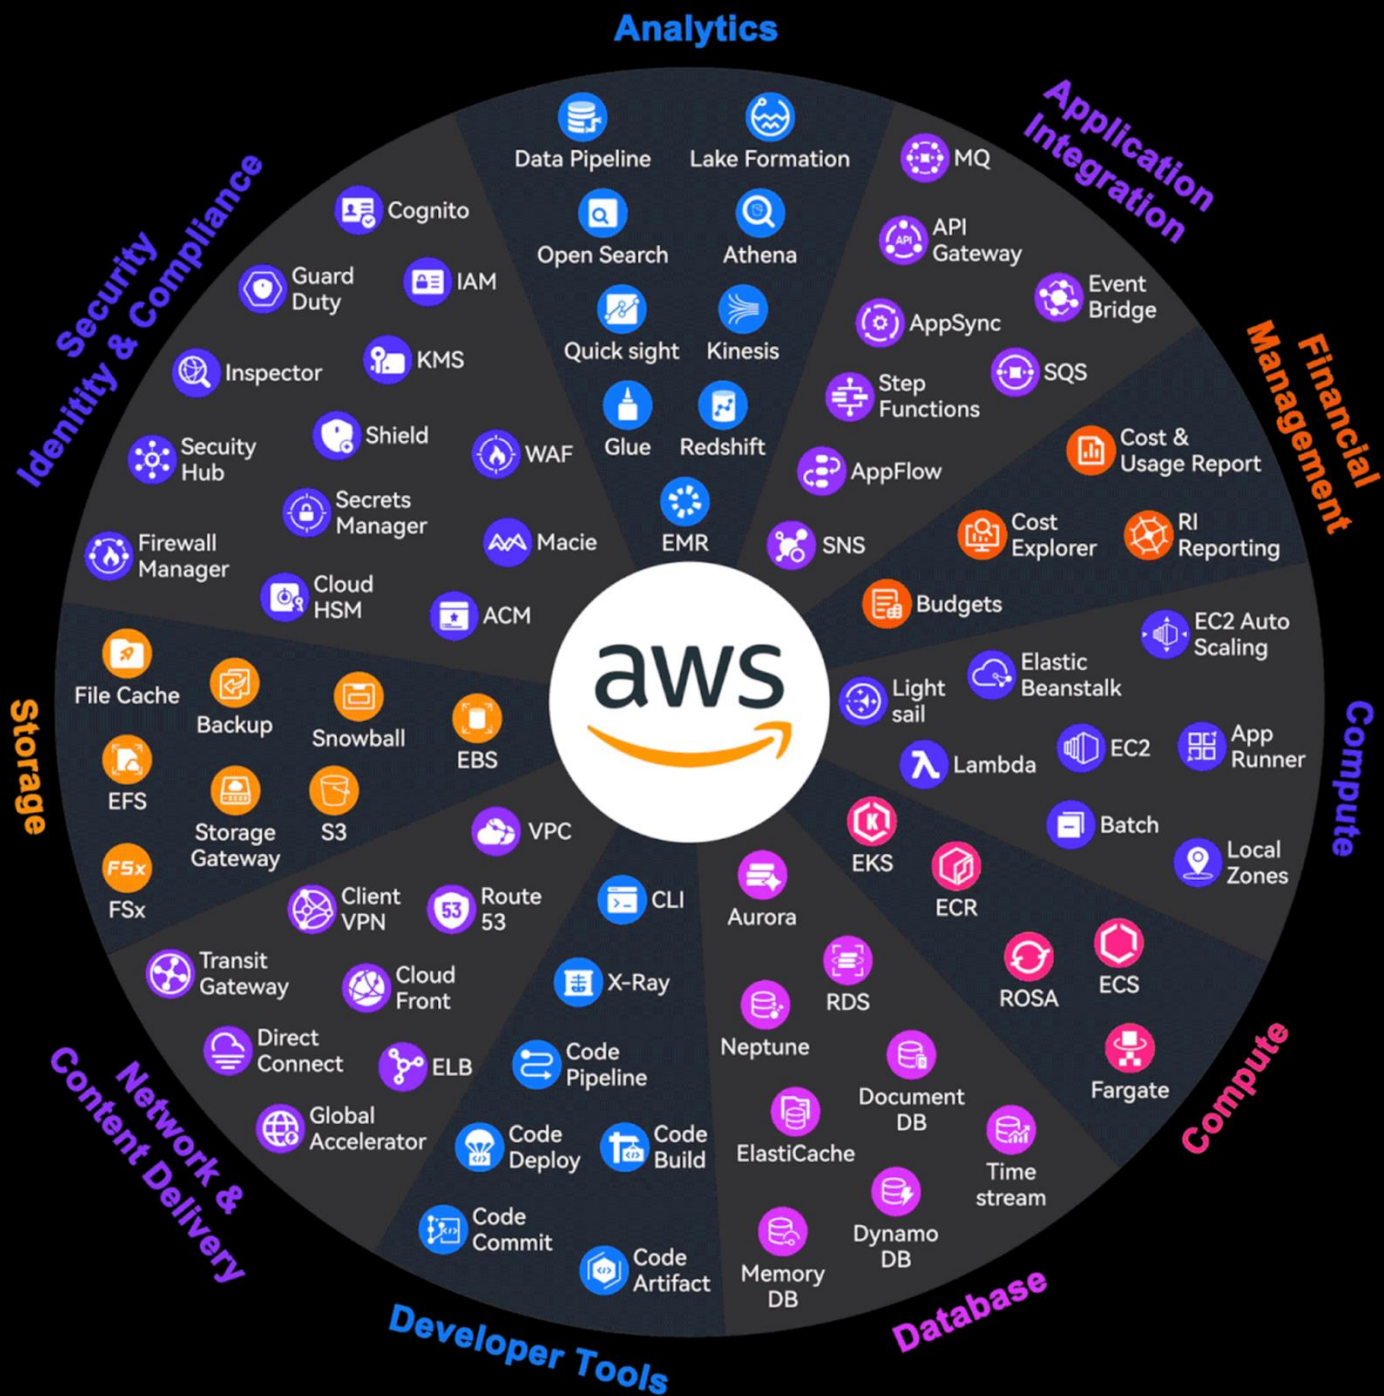 Analytics
Data Pipeline
Lake Formation
Open Search
Athena
Quick sight
Kinesis
Glue
Redshift
EMR
Application
Integration
MQ
API
Gateway
API
Event
Bridge
AppSync
SQS
Step
Functions
AppFlow
SNS
Financial
Management
Cost &
Usage Report
Cost
Explorer
RI
Reporting
Budgets
Compute
EC2 Auto
Scaling
Elastic
Beanstalk
Light
sail
EC2
App
Runner
Lambda
Batch
Local
Zones
Compute
EKS
K
ECR
ROSA
ECS
Fargate
Database
Aurora
RDS
Neptune
Document
DB
ElastiCache
Time
stream
Dynamo
DB
Memory
DB
Developer Tools
CLI
X-Ray
Code
Pipeline
Code
Deploy
Code
Build
Code
Commit
Code
Artifact
Network &
Content Delivery
VPC
Client
VPN
53
Route
53
Transit
Gateway
Cloud
Front
Direct
Connect
ELB
Global
Accelerator
Storage
File Cache
Backup
Snowball
EBS
EFS
Storage
Gateway
S3
FSx
FSx
Security
Idenitity & Compliance
Cognito
Guard
Duty
IAM
Inspector
KMS
Secuity
Hub
Shield
WAF
Secrets
Manager
Firewall
Manager
Macie
Cloud
HSM
ACM
aws